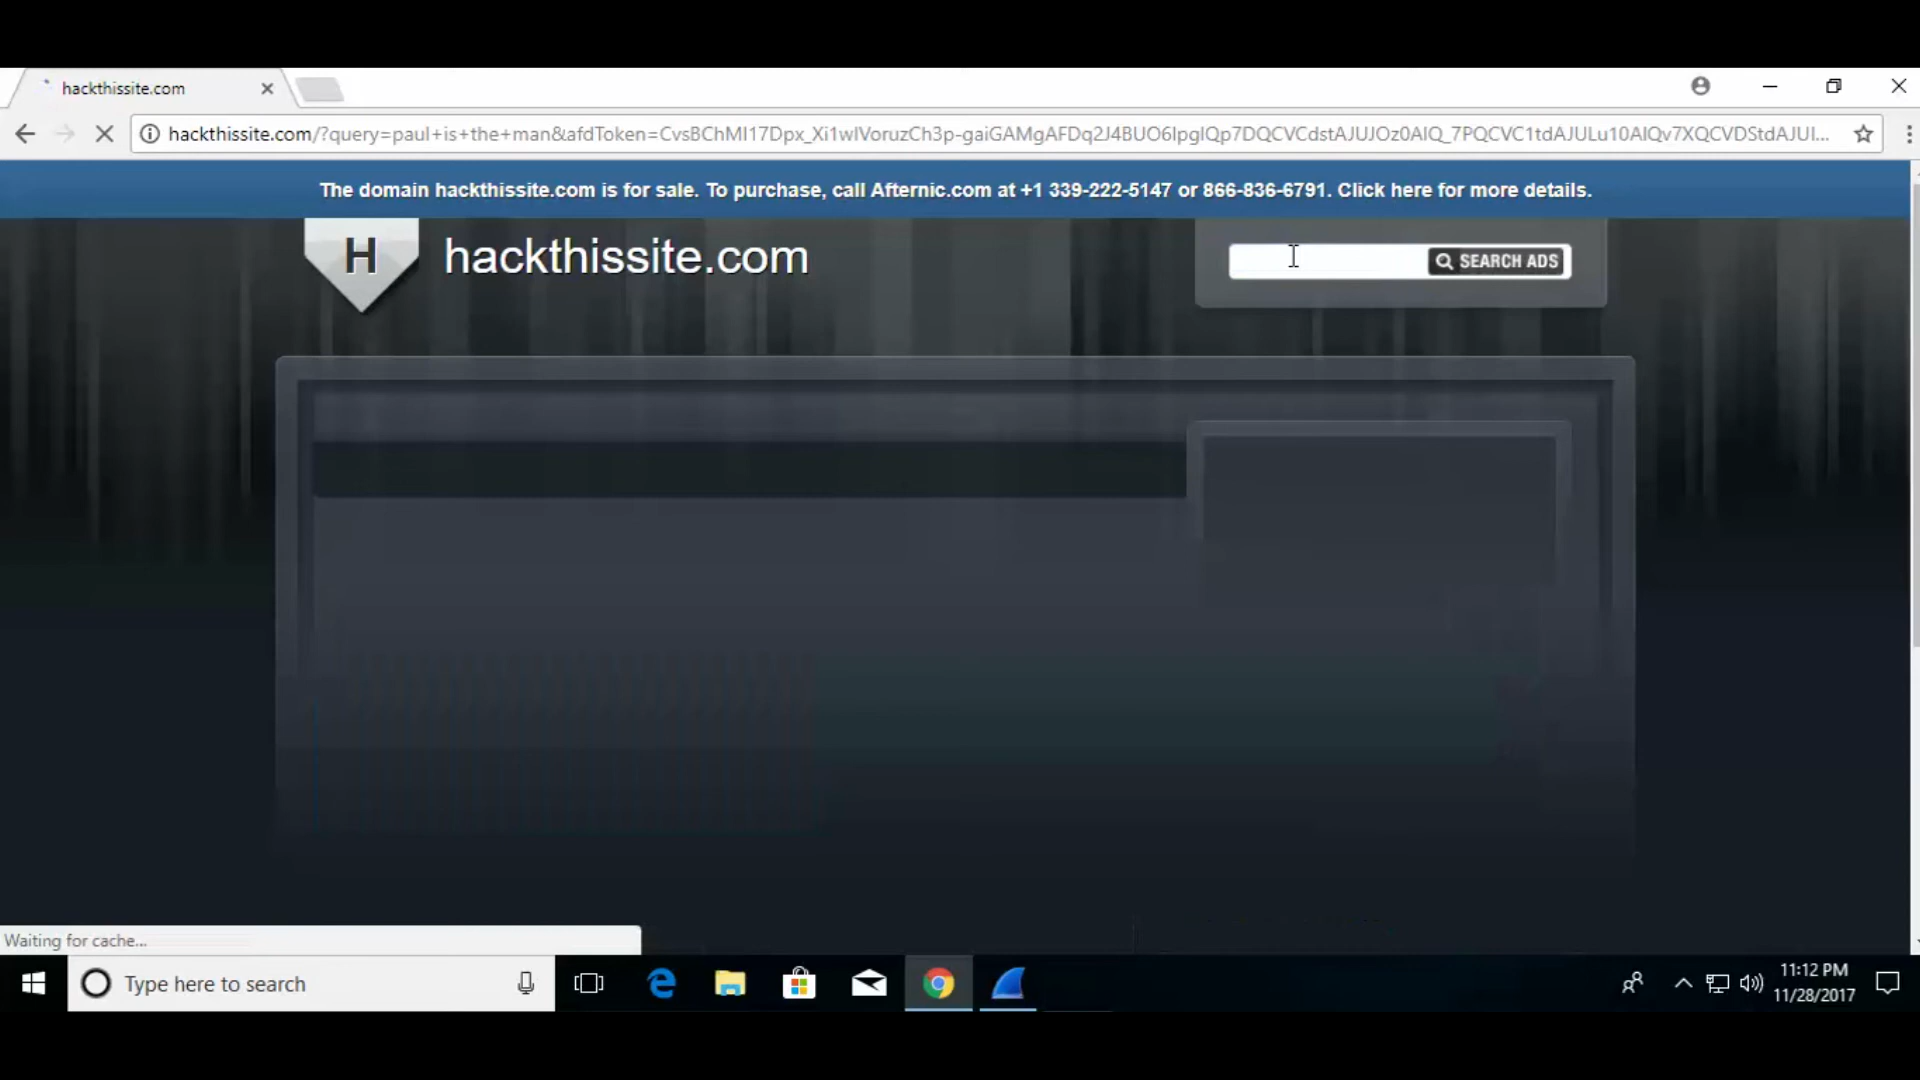 hackthissite.com
hackthissite.com/?query=paul+is+the+man&afdToken=CvsBChMI17Dpx_Xi1wIVoruzCh3p-gaiGAMgAFDq2J4BUO6lpgIQp7DQCVCdstAJUJOz0AlQ_7PQCVC1tdAJULu10AlQv7XQCVDStdAJUI...
The domain hackthissite.com is for sale. To purchase, call Afternic.com at +1 339-222-5147 or 866-836-6791. Click here for more details.
H
hackthissite.com
SEARCH ADS
Waiting for cache...
Type here to search
11:12 PM
11/28/2017